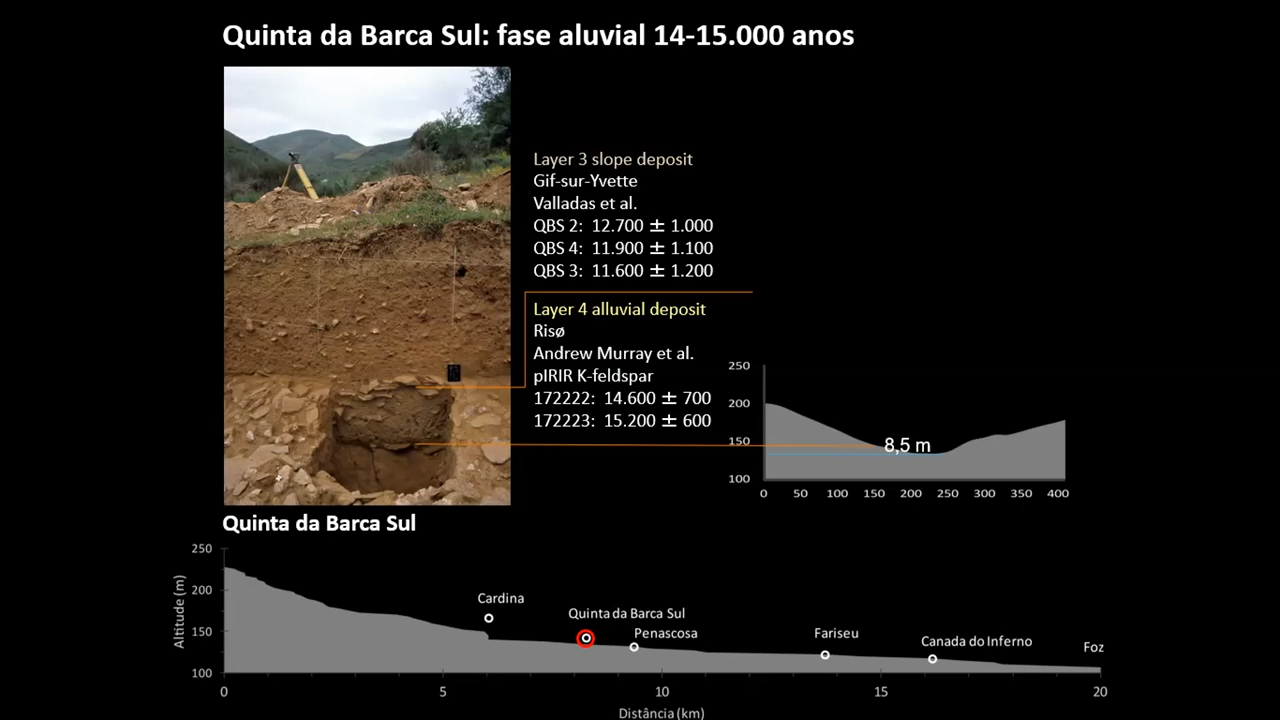 Quinta da Barca Sul: fase aluvial 14-15.000 anos
Layer 3 slope deposit
Gif-sur-Yvette
Valladas et al.
QBS 2: 12.700 ± 1.000
QBS 4: 11.900 ± 1.100
QBS 3: 11.600 ± 1.200
Layer 4 alluvial deposit
Risø
Andrew Murray et al.
pIRIR K-feldspar
172222: 14.600 ± 700
172223: 15.200 ± 600
250
200
150
100
8,5 m
0 50 100 150 200 250 300 350 400
Quinta da Barca Sul
Altitude (m)
250
200
150
100
Cardina
Quinta da Barca Sul
Penascosa
Fariseu
Canada do Inferno
Foz
0 5 10 15 20
Distância (km)